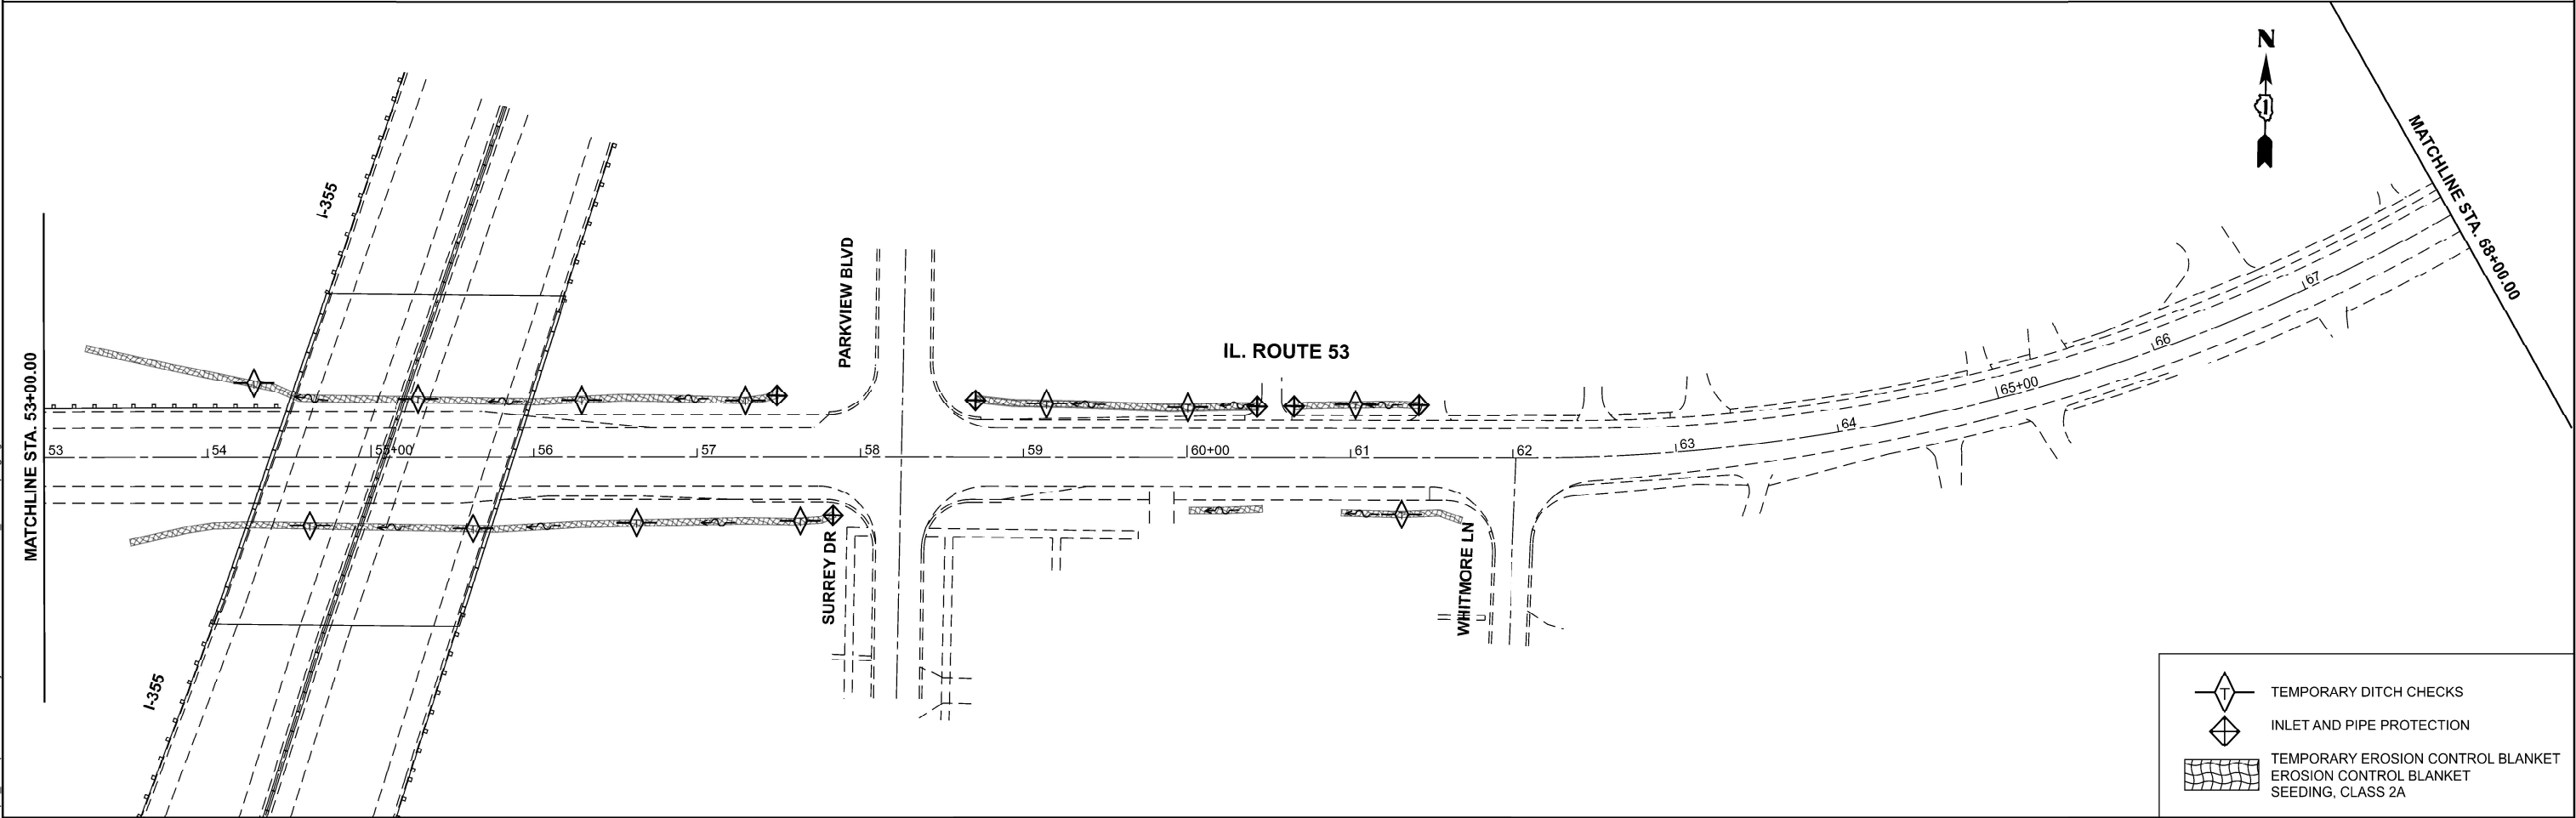 N
1
MATCHLINE STA. 68+00.00
I-355
PARKVIEW BLVD
IL. ROUTE 53
MATCHLINE STA. 53+00.00
53
54
55+00
56
57
58
59
60+00
61
62
63
64
65+00
66
67
T
T
T
T
T
T
T
T
T
T
T
T
SURREY DR
WHITMORE LN
I-355
T
TEMPORARY DITCH CHECKS
INLET AND PIPE PROTECTION
TEMPORARY EROSION CONTROL BLANKET
EROSION CONTROL BLANKET
SEEDING, CLASS 2A